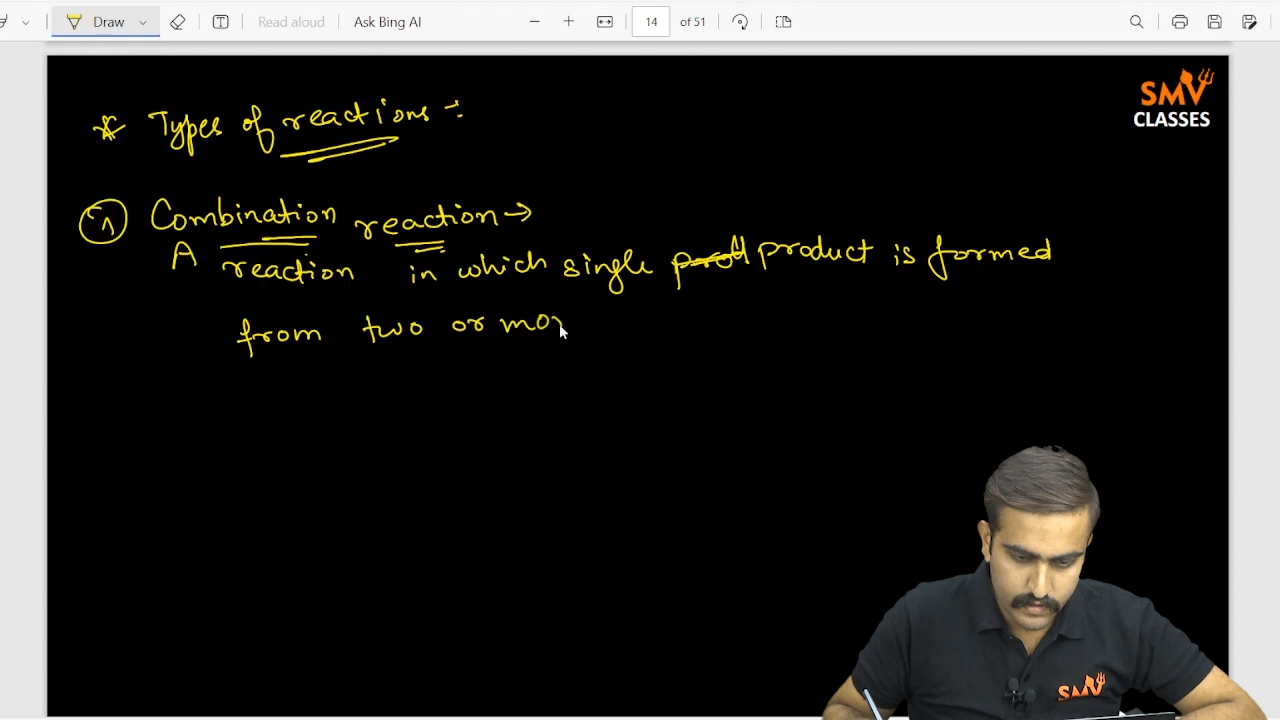 Draw
Read aloud
Ask Bing AI
14 of 51
SMV
CLASSES
* Types of reactions :-
1 Combination reaction →
A reaction in which single product is formed
from two or mor
SMV